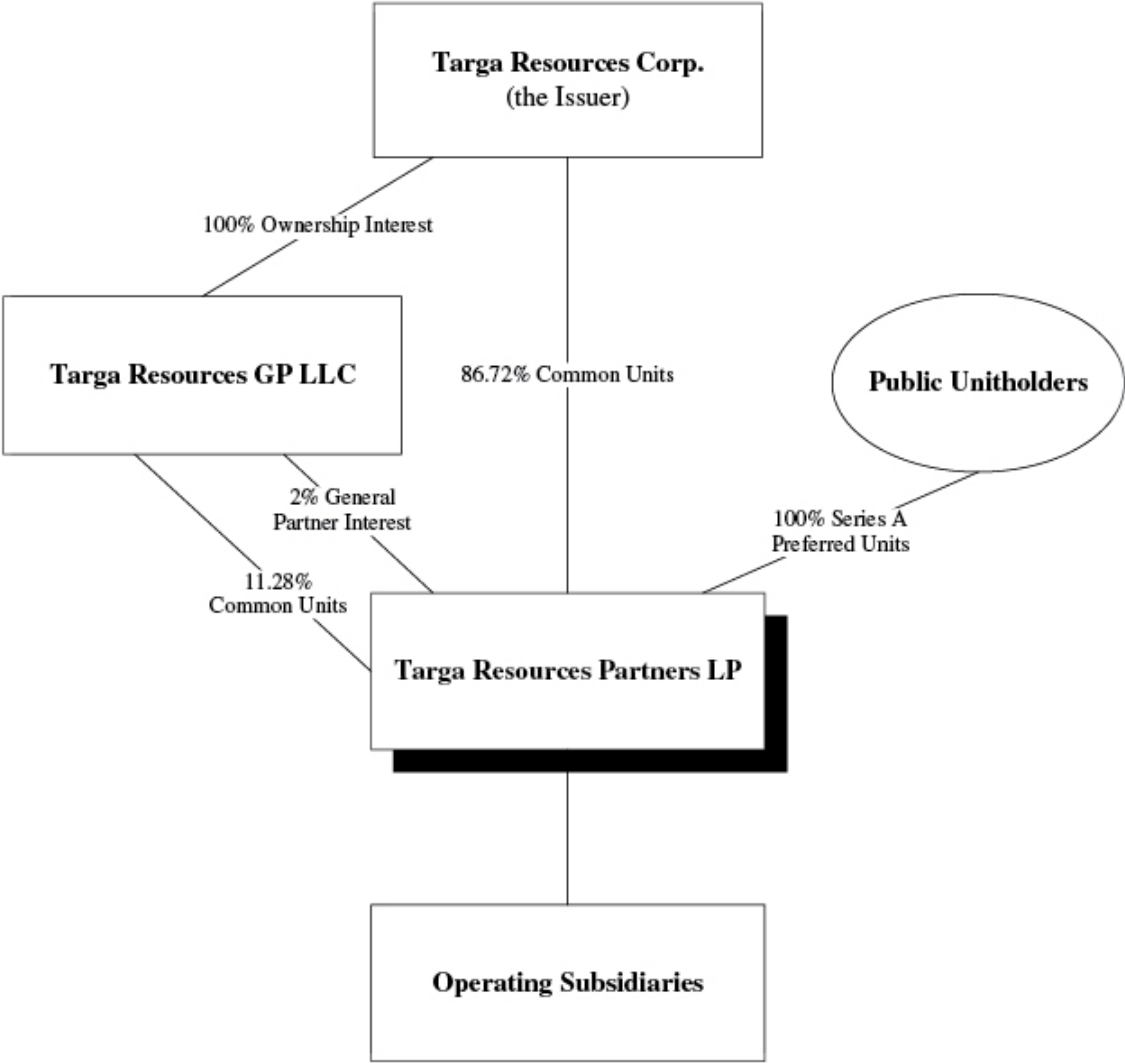 Targa Resources Corp.
(the Issuer)
100% Ownership Interest
Targa Resources GP LLC
86.72% Common Units
Public Unitholders
2% General
Partner Interest
100% Series A
Preferred Units
11.28%
Common Units
Targa Resources Partners LP
Operating Subsidiaries